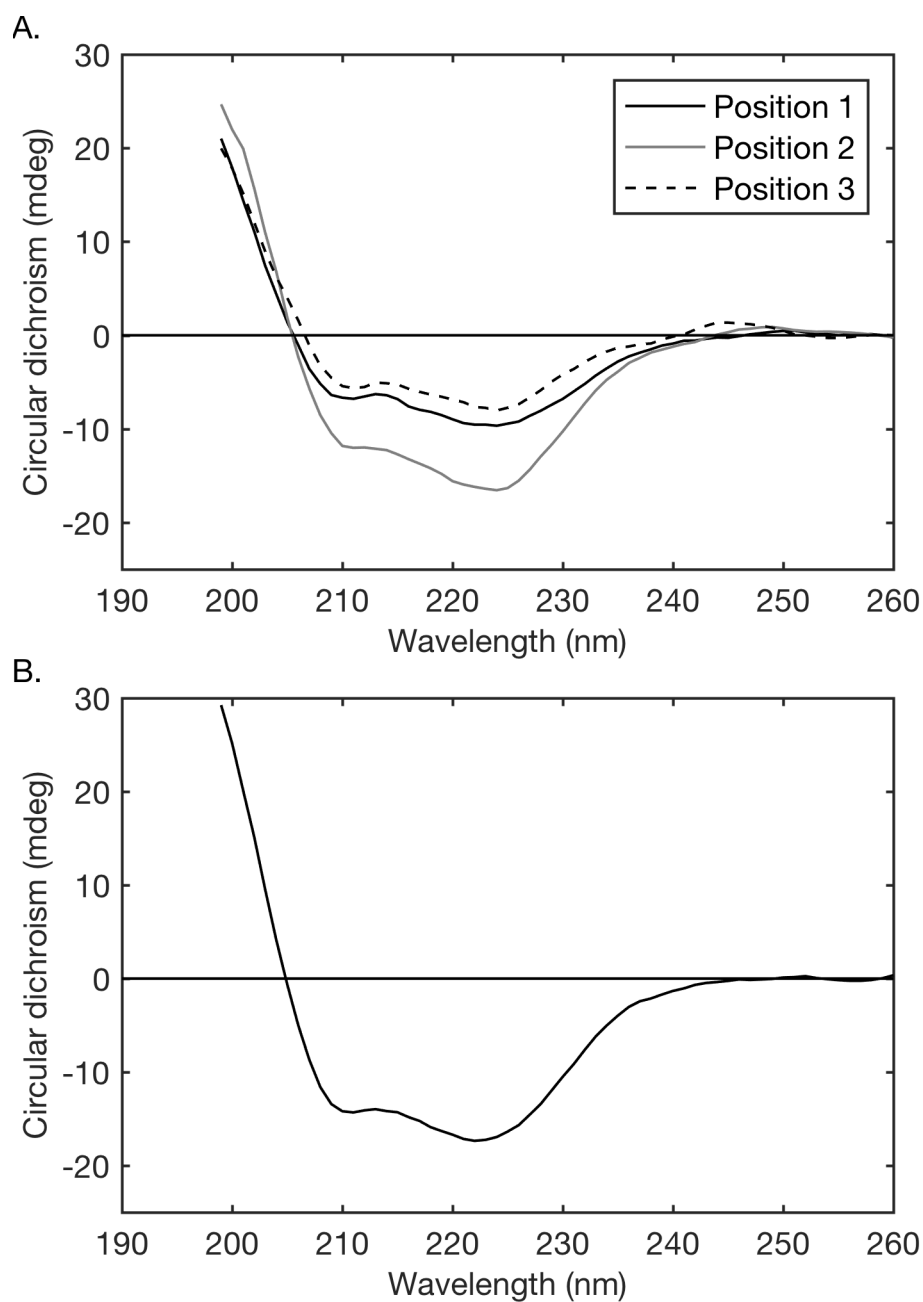 A.
30
20
10
0
-10
-20
Circular dichroism (mdeg)
Position 1
Position 2
Position 3
190 200 210 220 230 240 250 260
Wavelength (nm)
B.
30
20
10
0
-10
-20
Circular dichroism (mdeg)
190 200 210 220 230 240 250 260
Wavelength (nm)